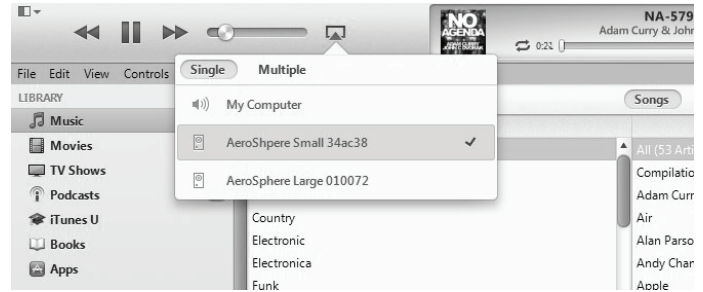 NO
AGENDA
NA-579
Adam Curry & John
0:21
File Edit View Controls
Single Multiple
My Computer
AeroShpere Small 34ac38
AeroSphere Large 010072
LIBRARY
Music
Movies
TV Shows
Podcasts
iTunes U
Books
Apps
Country
Electronic
Electronica
Funk
Songs
All (53 Arti
Compilatio
Adam Curr
Air
Alan Parso
Andy Chan
Apple